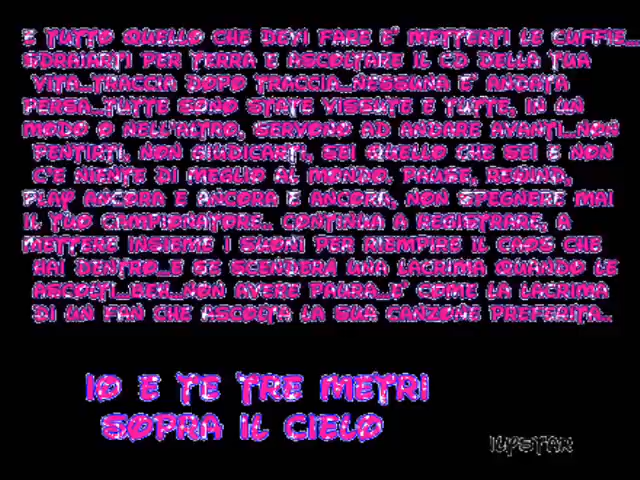 E TUTTO QUELLO CHE DEVI FARE E' METTERTI LE CUFFIE...
SDRAIARTI PER TERRA E ASCOLTARE IL CD DELLA TUA
VITA...TRACCIA DOPO TRACCIA...NESSUNA E' ANDATA
PERSA...TUTTE SONO STATE VISSUTE E TUTTE, IN UN
MODO O NELL'ALTRO, SERVONO AD ANDARE AVANTI...NON
PENTIRTI, NON GIUDICARTI, SEI QUELLO CHE SEI E NON
C'E NIENTE DI MEGLIO AL MONDO. PAUSE, REWIND,
PLAY ANCORA E ANCORA E ANCORA, NON SPEGNERE MAI
IL TUO CAMPIONATORE.. CONTINUA A REGISTRARE, A
METTERE INSIEME I SUONI PER RIEMPIRE IL CAOS CHE
HAI DENTRO...E SE SCENDERA UNA LACRIMA QUANDO LE
ASCOLTI...BEH...NON AVERE PAURA...E' COME LA LACRIMA
DI UN FAN CHE ASCOLTA LA SUA CANZONE PREFERITA..
IO E TE TRE METRI
SOPRA IL CIELO
IUPSTAR